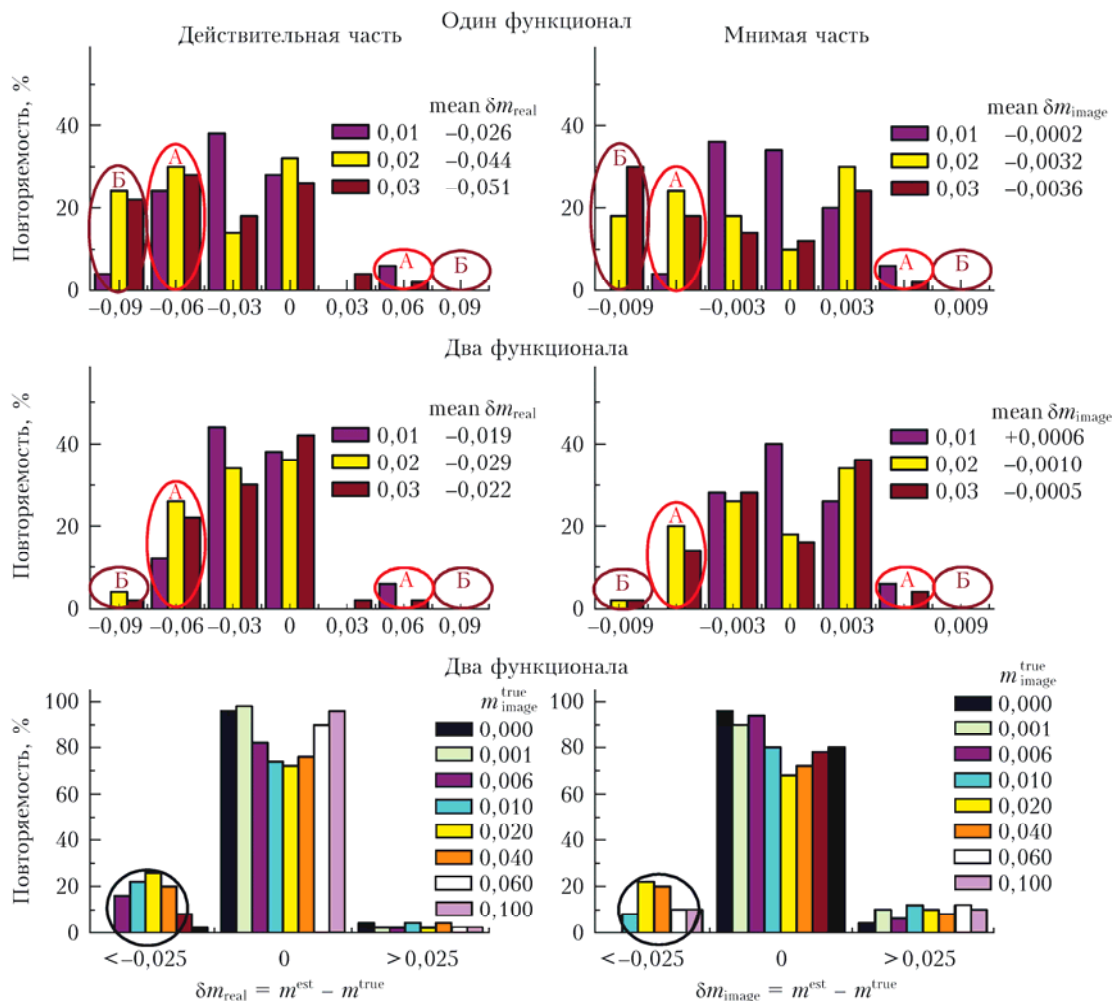 Один функционал
Действительная часть
Мнимая часть
Повторяемость, %
40
20
0
Б
А
А
Б
mean δm_real
0,01 −0,026
0,02 −0,044
0,03 −0,051
−0,09 −0,06 −0,03 0 0,03 0,06 0,09
40
20
0
Б
А
А
Б
mean δm_image
0,01 −0,0002
0,02 −0,0032
0,03 −0,0036
−0,009 −0,003 0 0,003 0,009
Два функционала
Повторяемость, %
40
20
0
Б
А
А
Б
mean δm_real
0,01 −0,019
0,02 −0,029
0,03 −0,022
−0,09 −0,06 −0,03 0 0,03 0,06 0,09
40
20
0
Б
А
А
Б
mean δm_image
0,01 +0,0006
0,02 −0,0010
0,03 −0,0005
−0,009 −0,003 0 0,003 0,009
Два функционала
Повторяемость, %
100
80
60
40
20
0
m_image^true
0,000
0,001
0,006
0,010
0,020
0,040
0,060
0,100
<−0,025 0 >0,025
δm_real = m^est − m^true
100
80
60
40
20
0
m_image^true
0,000
0,001
0,006
0,010
0,020
0,040
0,060
0,100
<−0,025 0 >0,025
δm_image = m^est − m^true